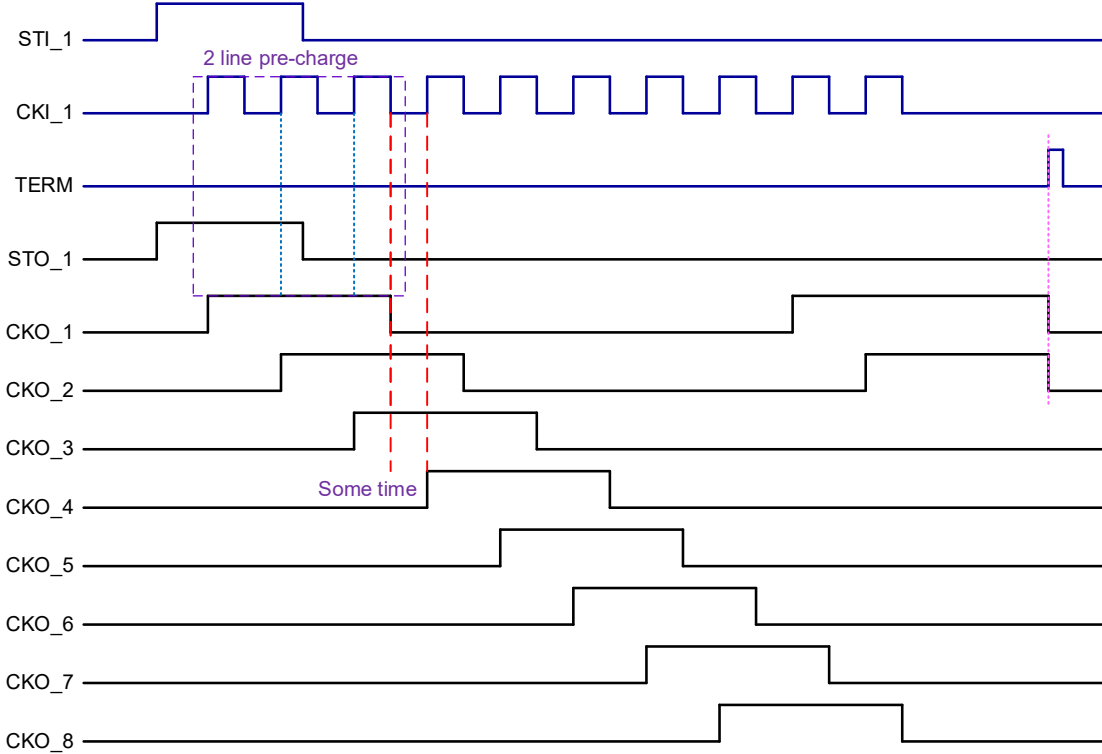 STI_1
2 line pre-charge
CKI_1
TERM
STO_1
CKO_1
CKO_2
CKO_3
Some time
CKO_4
CKO_5
CKO_6
CKO_7
CKO_8